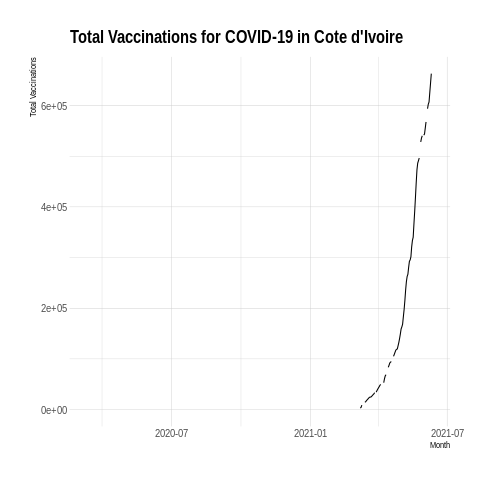 Total Vaccinations for COVID-19 in Cote d'Ivoire
Total Vaccinations
6e+05
4e+05
2e+05
0e+00
2020-07
2021-01
2021-07
Month